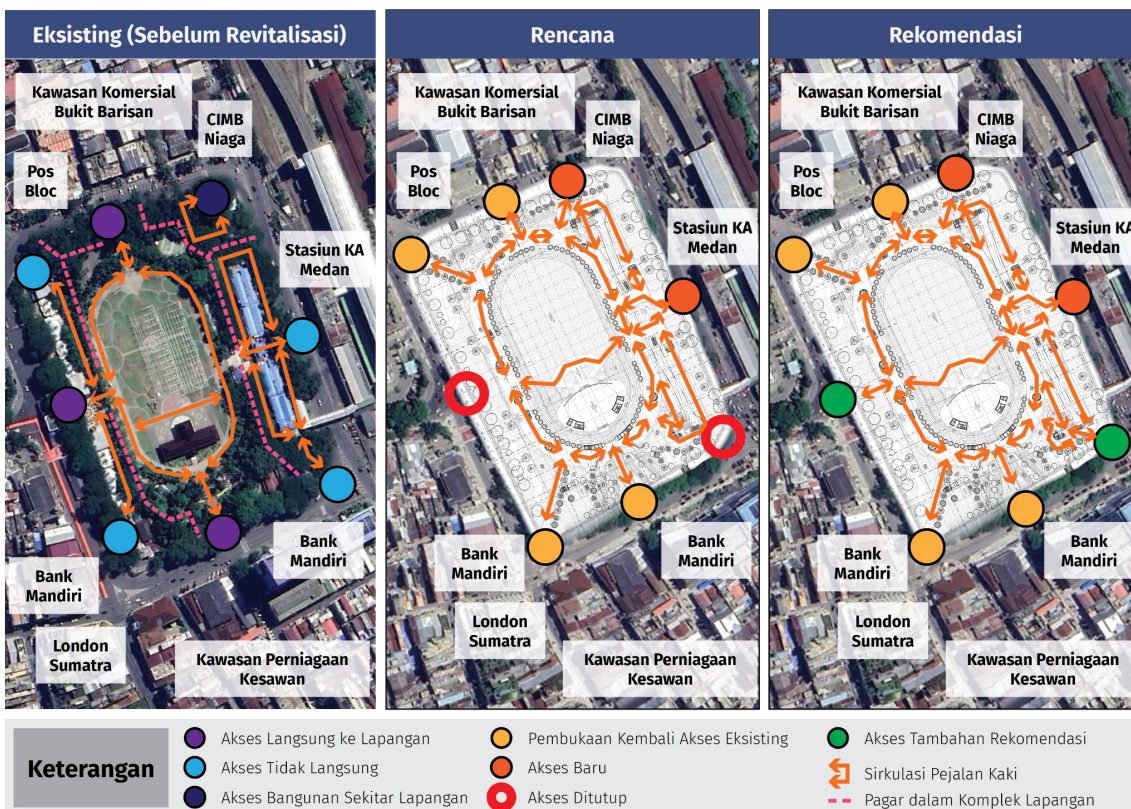 Eksisting (Sebelum Revitalisasi)
Kawasan Komersial
Bukit Barisan
CIMB
Niaga
Pos
Bloc
Stasiun KA
Medan
Bank
Mandiri
Bank
Mandiri
London
Sumatra
Kawasan Perniagaan
Kesawan
Rencana
Kawasan Komersial
Bukit Barisan
CIMB
Niaga
Pos
Bloc
Stasiun KA
Medan
Bank
Mandiri
Bank
Mandiri
London
Sumatra
Kawasan Perniagaan
Kesawan
Rekomendasi
Kawasan Komersial
Bukit Barisan
CIMB
Niaga
Pos
Bloc
Stasiun KA
Medan
Bank
Mandiri
Bank
Mandiri
London
Sumatra
Kawasan Perniagaan
Kesawan
Keterangan
Akses Langsung ke Lapangan
Akses Tidak Langsung
Akses Bangunan Sekitar Lapangan
Pembukaan Kembali Akses Eksisting
Akses Baru
Akses Ditutup
Akses Tambahan Rekomendasi
Sirkulasi Pejalan Kaki
Pagar dalam Komplek Lapangan